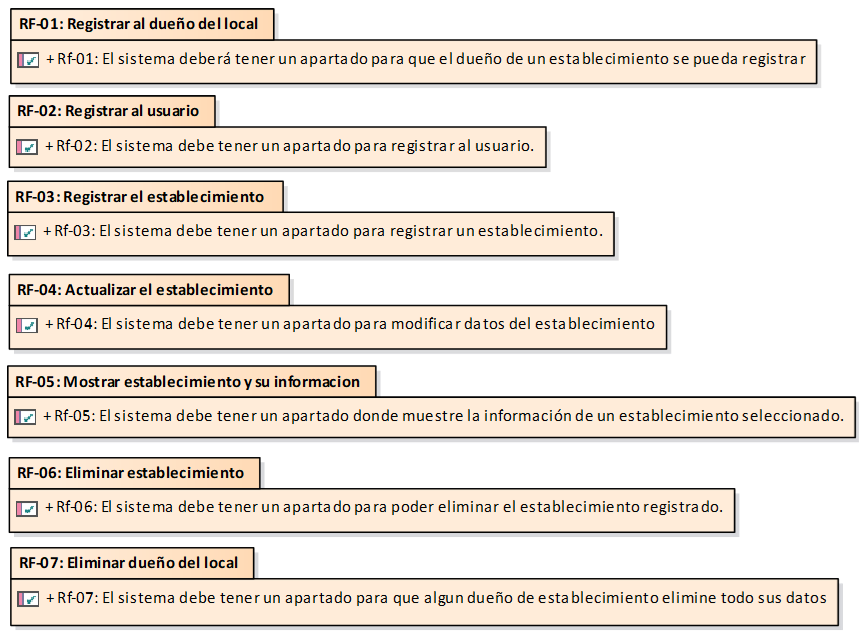 RF-01: Registrar al dueño del local
+ Rf-01: El sistema deberá tener un apartado para que el dueño de un establecimiento se pueda registrar
RF-02: Registrar al usuario
+ Rf-02: El sistema debe tener un apartado para registrar al usuario.
RF-03: Registrar el establecimiento
+ Rf-03: El sistema debe tener un apartado para registrar un establecimiento.
RF-04: Actualizar el establecimiento
+ Rf-04: El sistema debe tener un apartado para modificar datos del establecimiento
RF-05: Mostrar establecimiento y su informacion
+ Rf-05: El sistema debe tener un apartado donde muestre la información de un establecimiento seleccionado.
RF-06: Eliminar establecimiento
+ Rf-06: El sistema debe tener un apartado para poder eliminar el establecimiento registrado.
RF-07: Eliminar dueño del local
+ Rf-07: El sistema debe tener un apartado para que algun dueño de establecimiento elimine todo sus datos